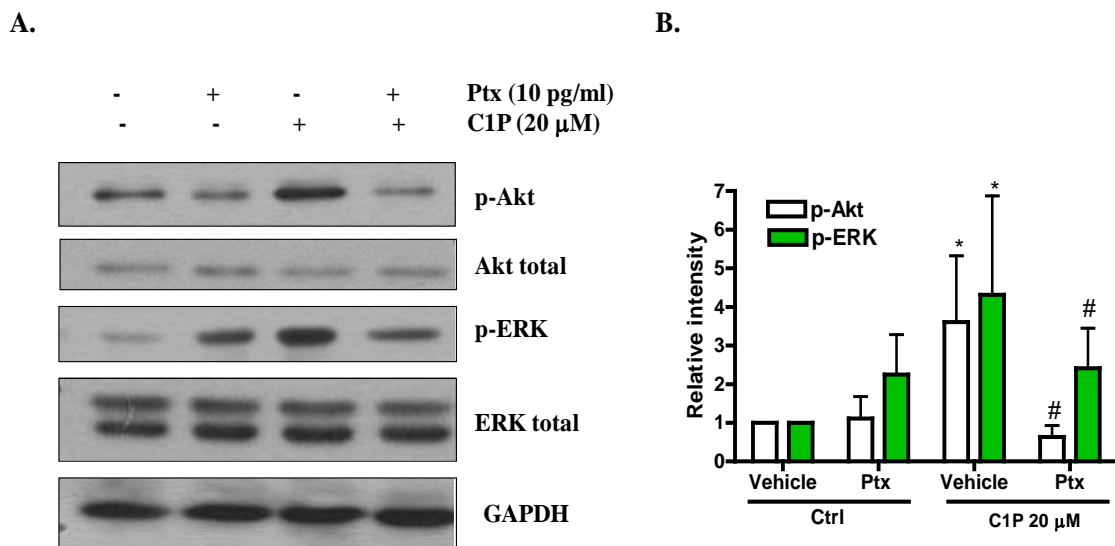 A.
B.
- + - + Ptx (10 pg/ml)
- - + + C1P (20 µM)
p-Akt
Akt total
p-ERK
ERK total
GAPDH
7
6
5
4
3
2
1
0
Relative intensity
p-Akt
p-ERK
*
*
#
#
Vehicle Ptx Vehicle Ptx
Ctrl C1P 20 µM